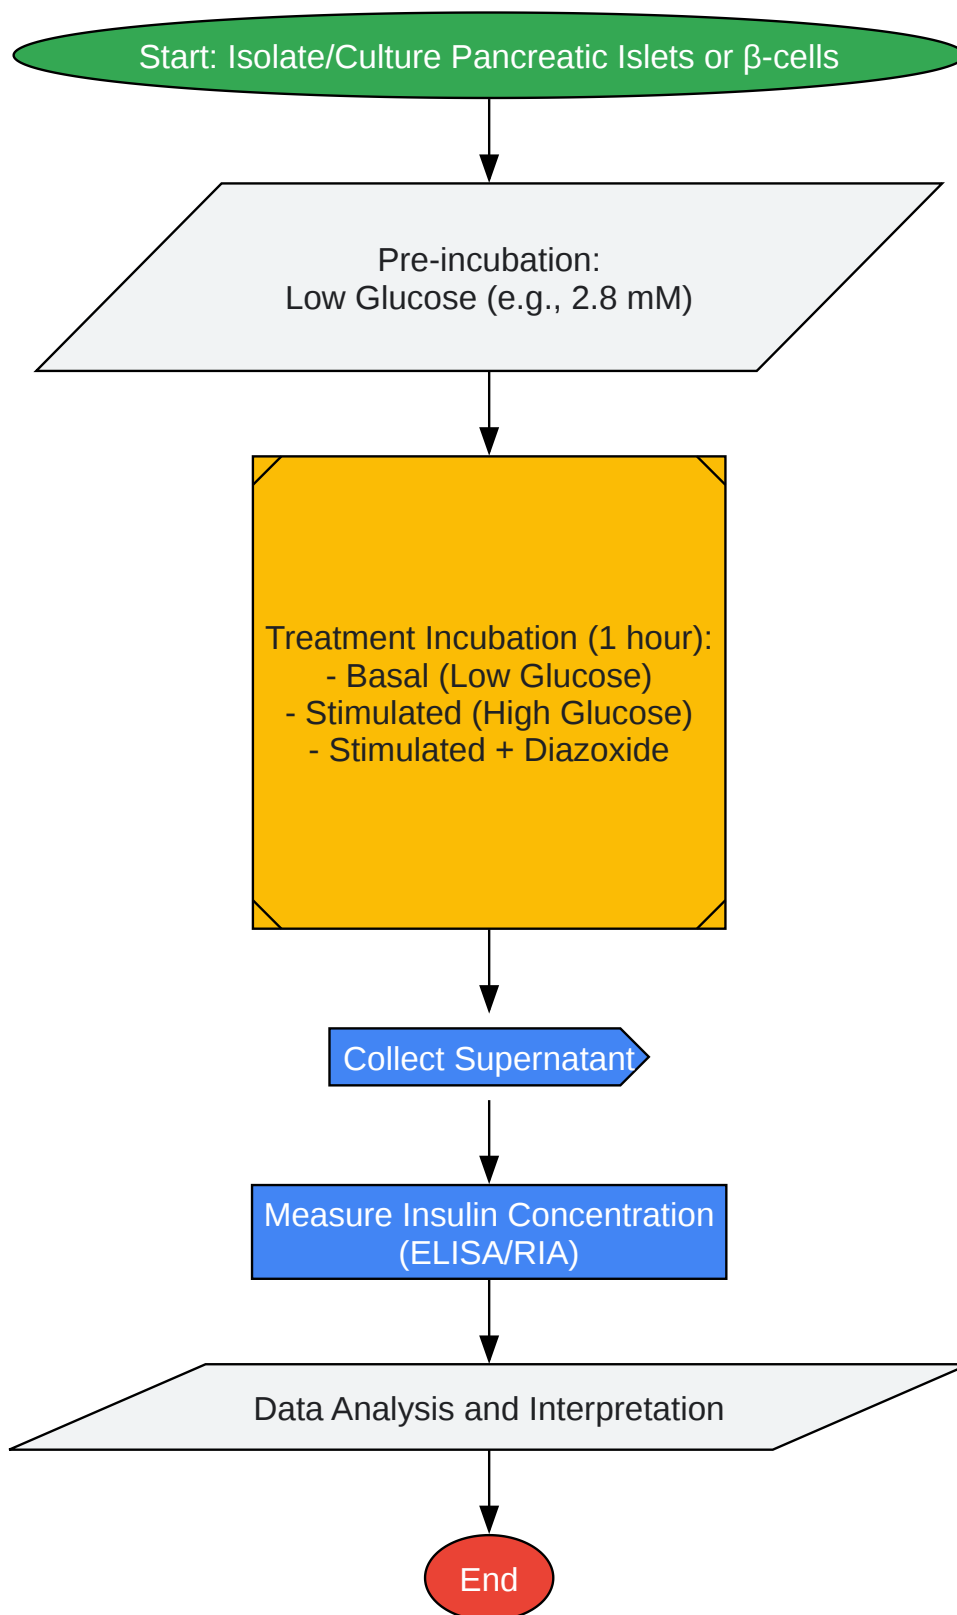 Start: Isolate/Culture Pancreatic Islets or β-cells
Pre-incubation:
Low Glucose (e.g., 2.8 mM)
Treatment Incubation (1 hour):
- Basal (Low Glucose)
- Stimulated (High Glucose)
- Stimulated + Diazoxide
Collect Supernatant
Measure Insulin Concentration
(ELISA/RIA)
Data Analysis and Interpretation
End